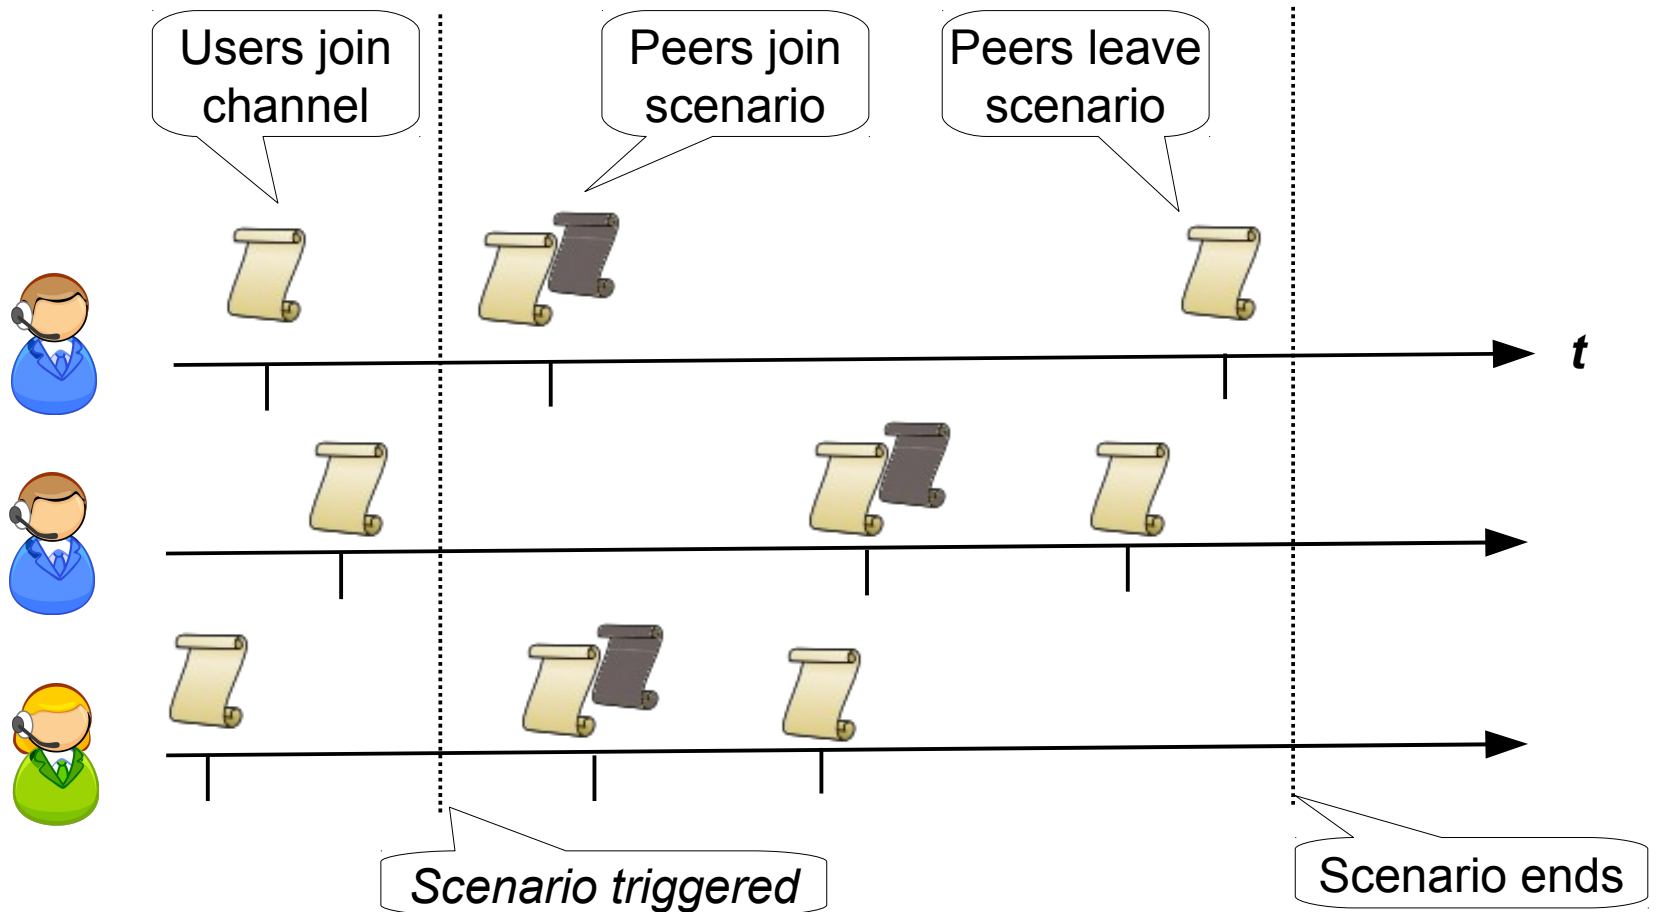 Users join
channel
Peers join
scenario
Peers leave
scenario
t
Scenario triggered
Scenario ends